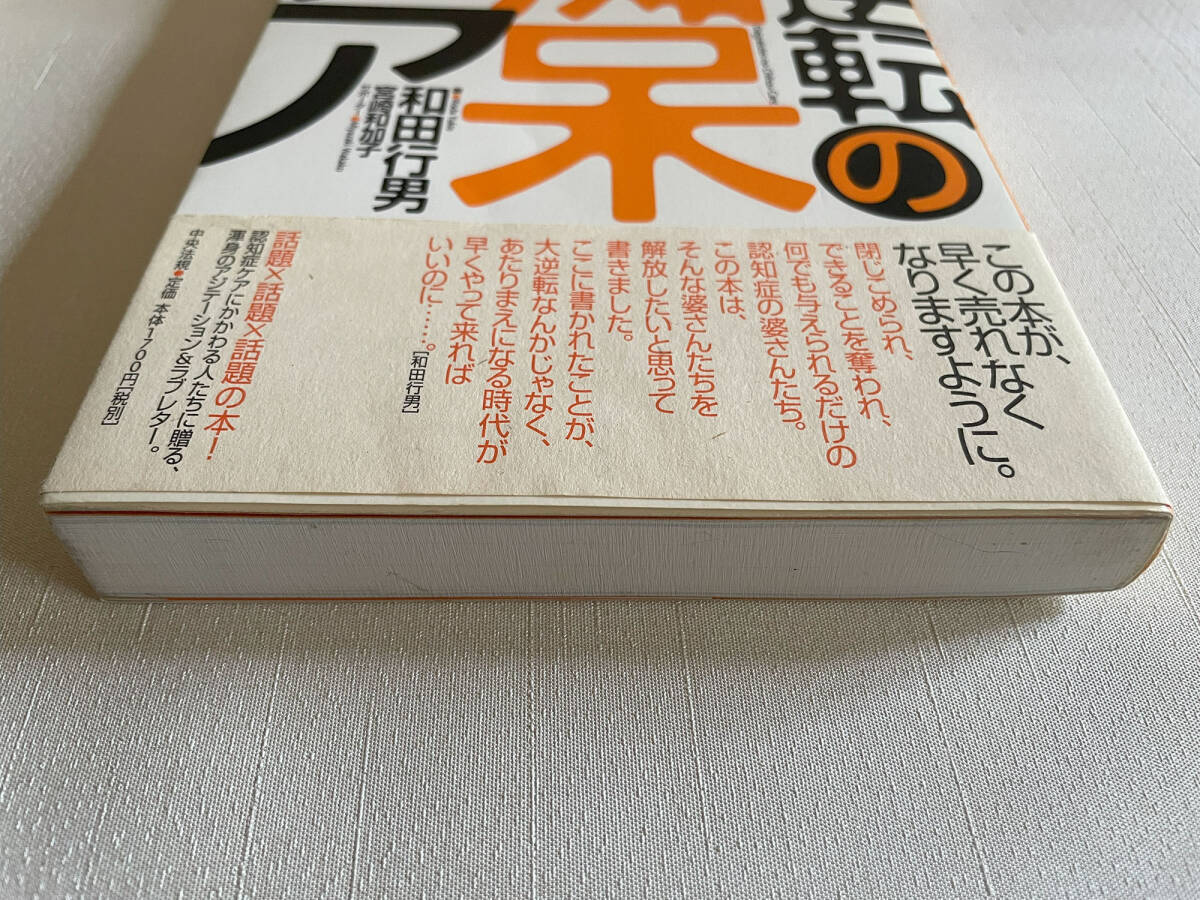 逆転の
呆
ア
和田行男
宮崎和加子
この本が、
早く売れなく
なりますように。
閉じこめられ、
できることを奪われ、
何でも与えられるだけの
認知症の婆さんたち。
この本は、
そんな婆さんたちを
解放したいと思って
書きました。
ここに書かれたことが、
大逆転なんかじゃなく、
あたりまえになる時代が
早くやって来れば
いいのに……。
[和田行男]
話題×話題×話題の本!
認知症ケアにかかわる人たちに贈る、
渾身のアジテーション&ラブレター。
中央法規●定価 本体1700円[税別]